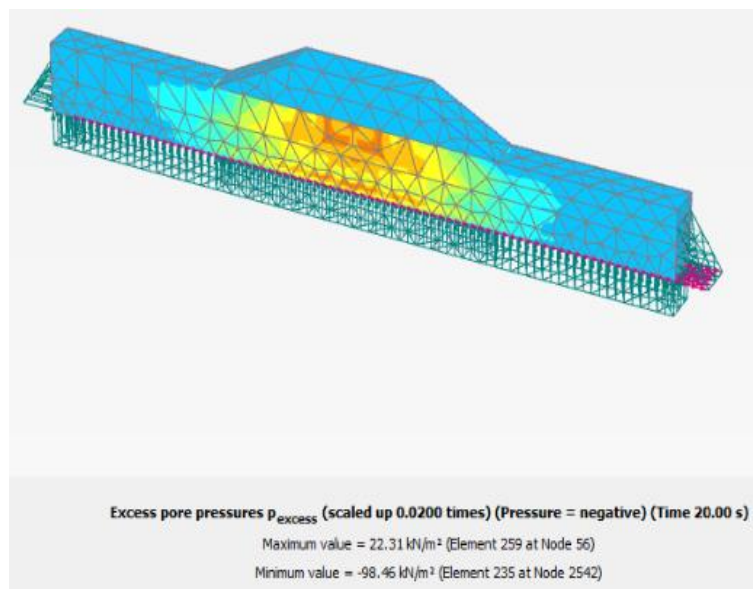 Excess pore pressures p_excess (scaled up 0.0200 times) (Pressure = negative) (Time 20.00 s)
Maximum value = 22.31 kN/m² (Element 259 at Node 56)
Minimum value = -98.46 kN/m² (Element 235 at Node 2542)